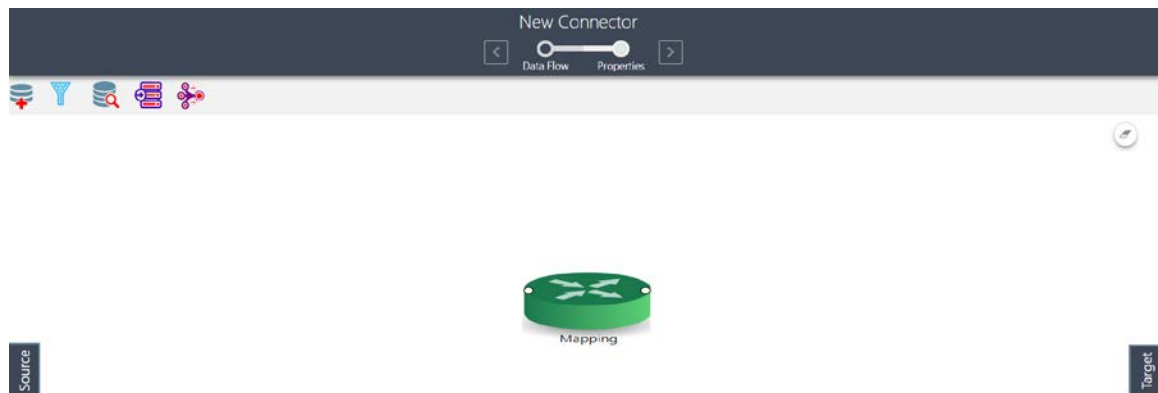 New Connector
Data Flow Properties
Mapping
Source
Target